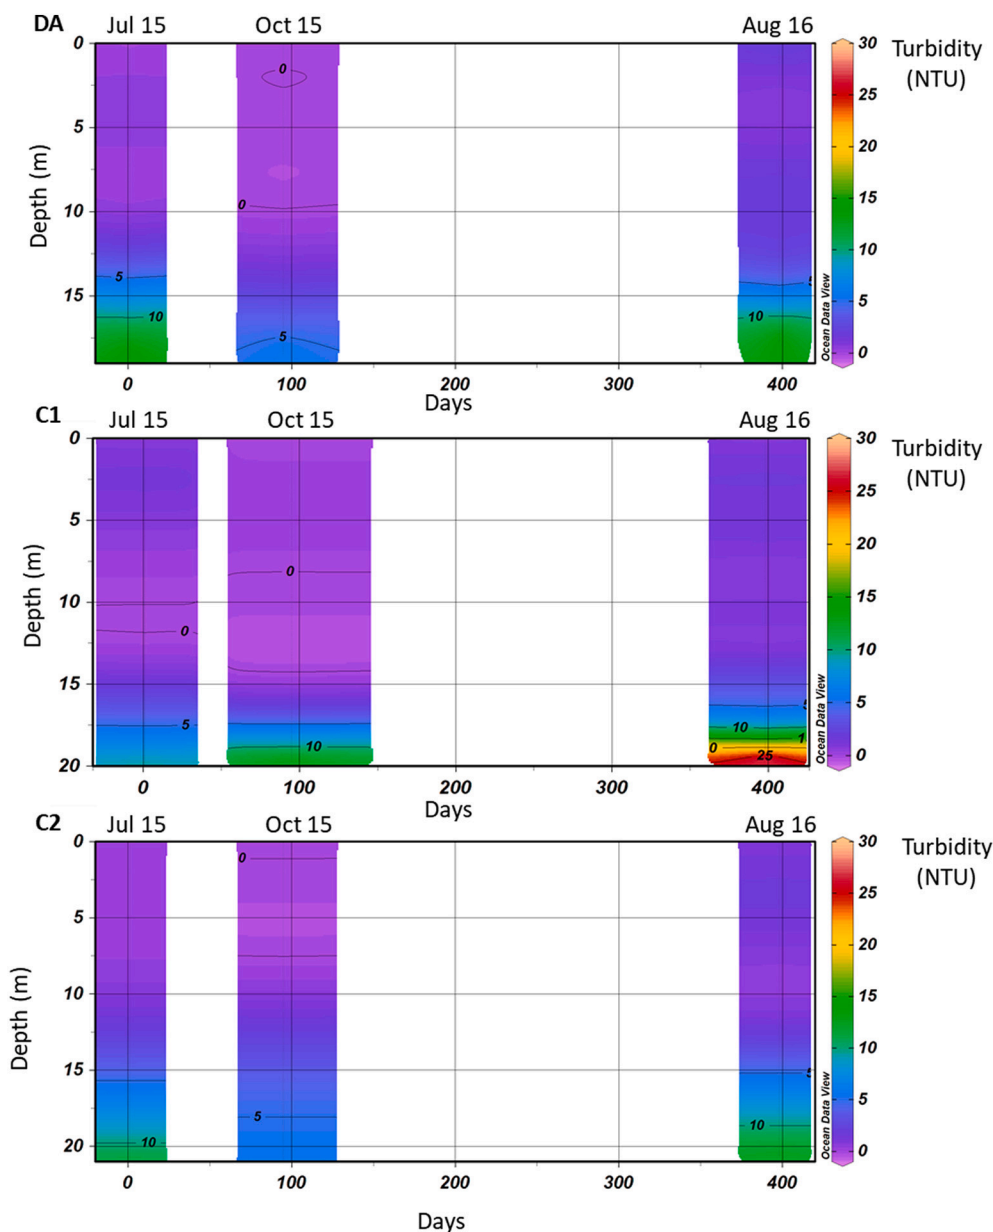 DA Jul 15 Oct 15 Aug 16
0 5 10 15
Depth (m)
0 0 5 10 5 5 10
Ocean Data View
30 25 20 15 10 5 0
Turbidity
(NTU)
0 100 200 300 400
Days
C1 Jul 15 Oct 15 Aug 16
0 5 10 15 20
Depth (m)
0 0 5 10 5 10 1 0 25
Ocean Data View
30 25 20 15 10 5 0
Turbidity
(NTU)
0 100 200 300 400
Days
C2 Jul 15 Oct 15 Aug 16
0 5 10 15 20
Depth (m)
0 5 10 5 10
Ocean Data View
30 25 20 15 10 5 0
Turbidity
(NTU)
0 100 200 300 400
Days